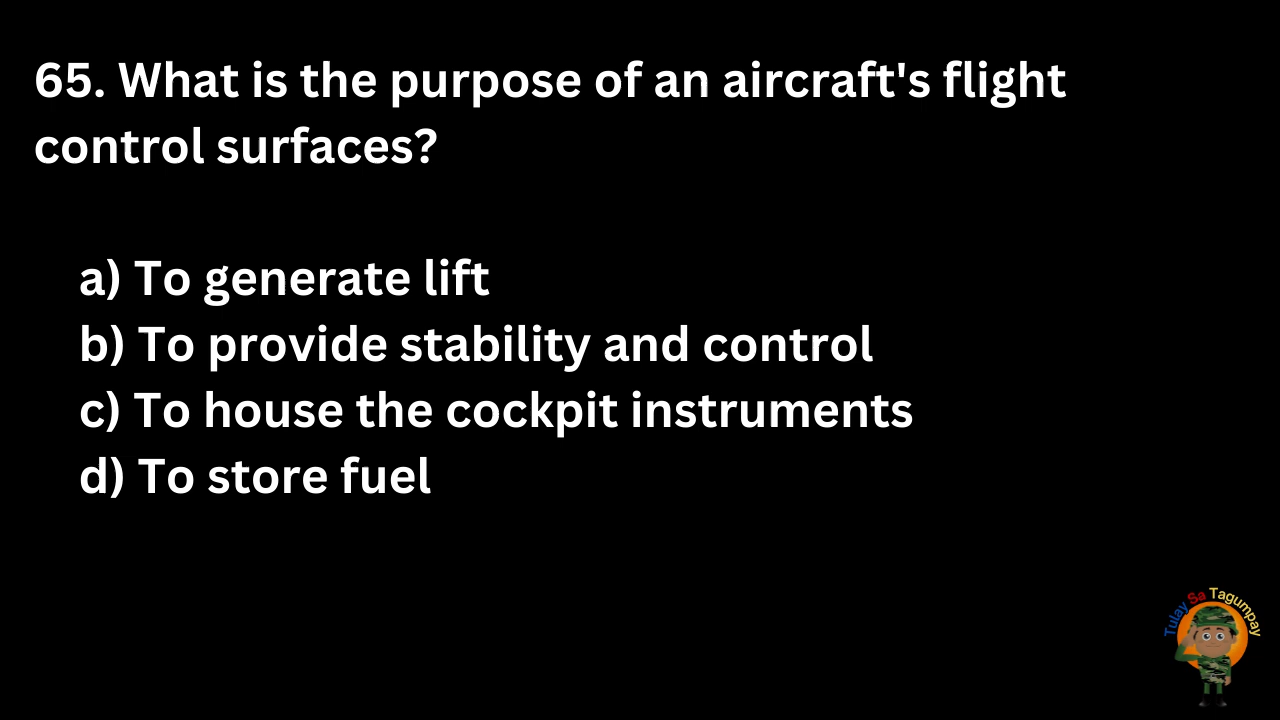 65. What is the purpose of an aircraft's flight
control surfaces?
a) To generate lift
b) To provide stability and control
c) To house the cockpit instruments
d) To store fuel
Tulay Sa Tagumpay